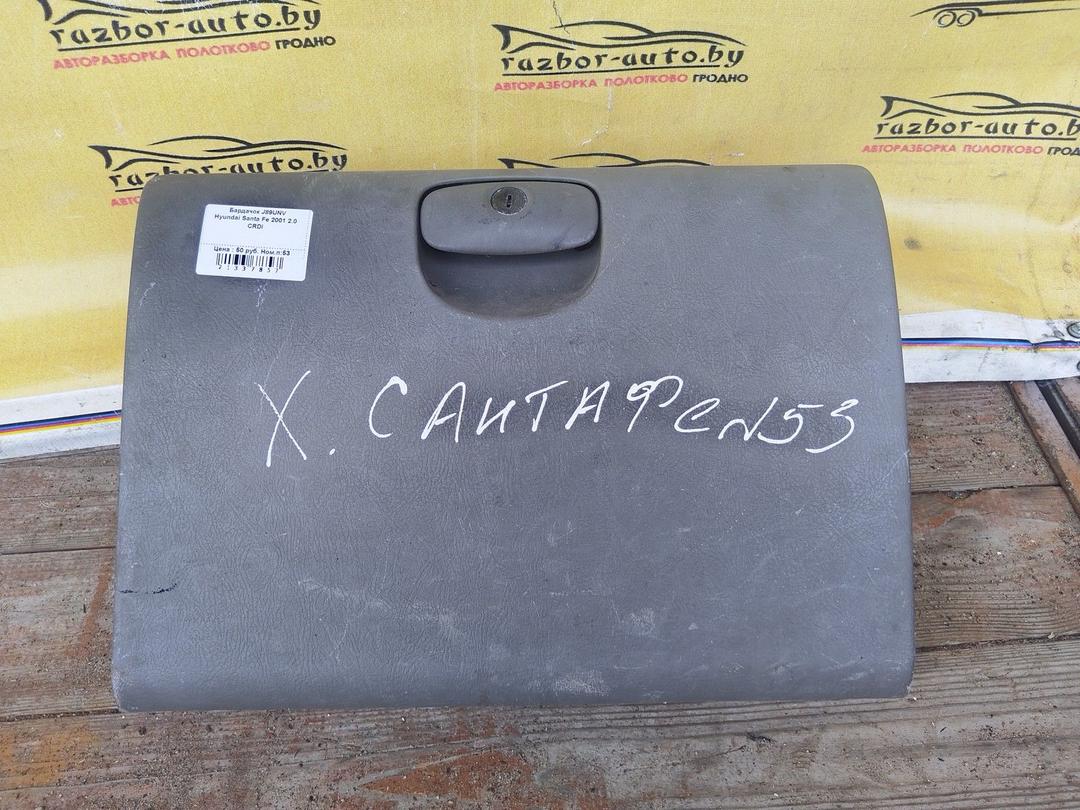 razbor-auto.by
АВТОРАЗБОРКА ПОЛОТКОВО ГРОДНО
razbor-auto.by
АВТОРАЗБОРКА ПОЛОТКОВО ГРОДНО
razbor-auto.b
АВТОРАЗБОРКА ПОЛОТКОВО ГРОДНО
razbor-auto.by
Бардачок J89UNV
Hyundai Santa Fe 2001 2.0
CRDi
Цена : 50 руб. Ном.п:53
21337857
Х. САНТАФЕ N53